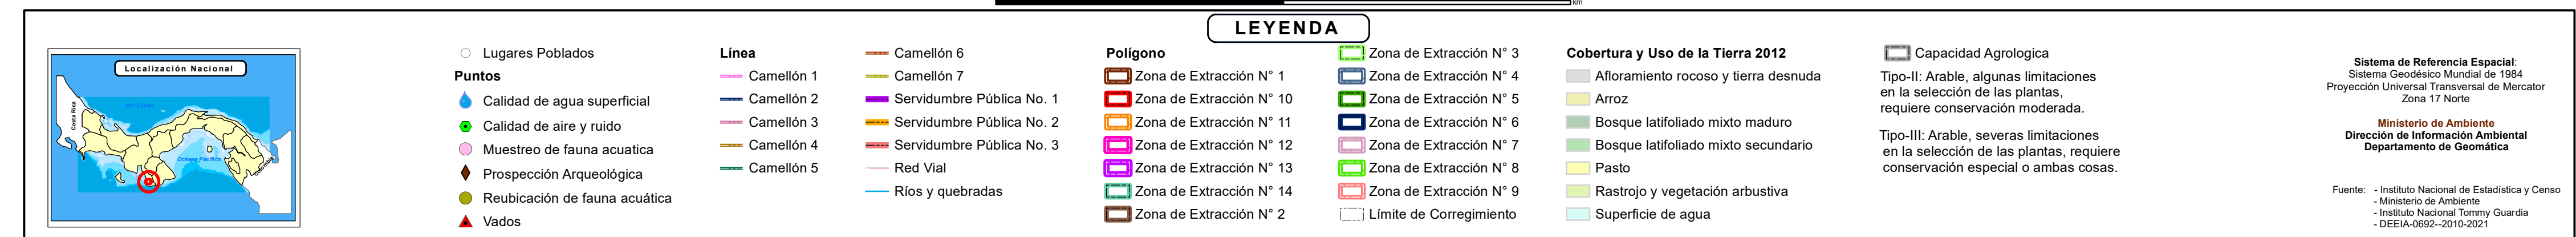 km
LEYENDA
Localización Nacional
Mar Caribe
Costa Rica
Océano Pacífico
Colombia
Lugares Poblados
Puntos
Calidad de agua superficial
Calidad de aire y ruido
Muestreo de fauna acuatica
Prospección Arqueológica
Reubicación de fauna acuática
Vados
Línea
Camellón 1
Camellón 2
Camellón 3
Camellón 4
Camellón 5
Camellón 6
Camellón 7
Servidumbre Pública No. 1
Servidumbre Pública No. 2
Servidumbre Pública No. 3
Red Vial
Ríos y quebradas
Polígono
Zona de Extracción N° 1
Zona de Extracción N° 10
Zona de Extracción N° 11
Zona de Extracción N° 12
Zona de Extracción N° 13
Zona de Extracción N° 14
Zona de Extracción N° 2
Zona de Extracción N° 3
Zona de Extracción N° 4
Zona de Extracción N° 5
Zona de Extracción N° 6
Zona de Extracción N° 7
Zona de Extracción N° 8
Zona de Extracción N° 9
Límite de Corregimiento
Cobertura y Uso de la Tierra 2012
Afloramiento rocoso y tierra desnuda
Arroz
Bosque latifoliado mixto maduro
Bosque latifoliado mixto secundario
Pasto
Rastrojo y vegetación arbustiva
Superficie de agua
Capacidad Agrologica
Tipo-II: Arable, algunas limitaciones
en la selección de las plantas,
requiere conservación moderada.
Tipo-III: Arable, severas limitaciones
en la selección de las plantas, requiere
conservación especial o ambas cosas.
Sistema de Referencia Espacial:
Sistema Geodésico Mundial de 1984
Proyección Universal Transversal de Mercator
Zona 17 Norte
Ministerio de Ambiente
Dirección de Información Ambiental
Departamento de Geomática
Fuente: - Instituto Nacional de Estadística y Censo
- Ministerio de Ambiente
- Instituto Nacional Tommy Guardia
- DEEIA-0692--2010-2021